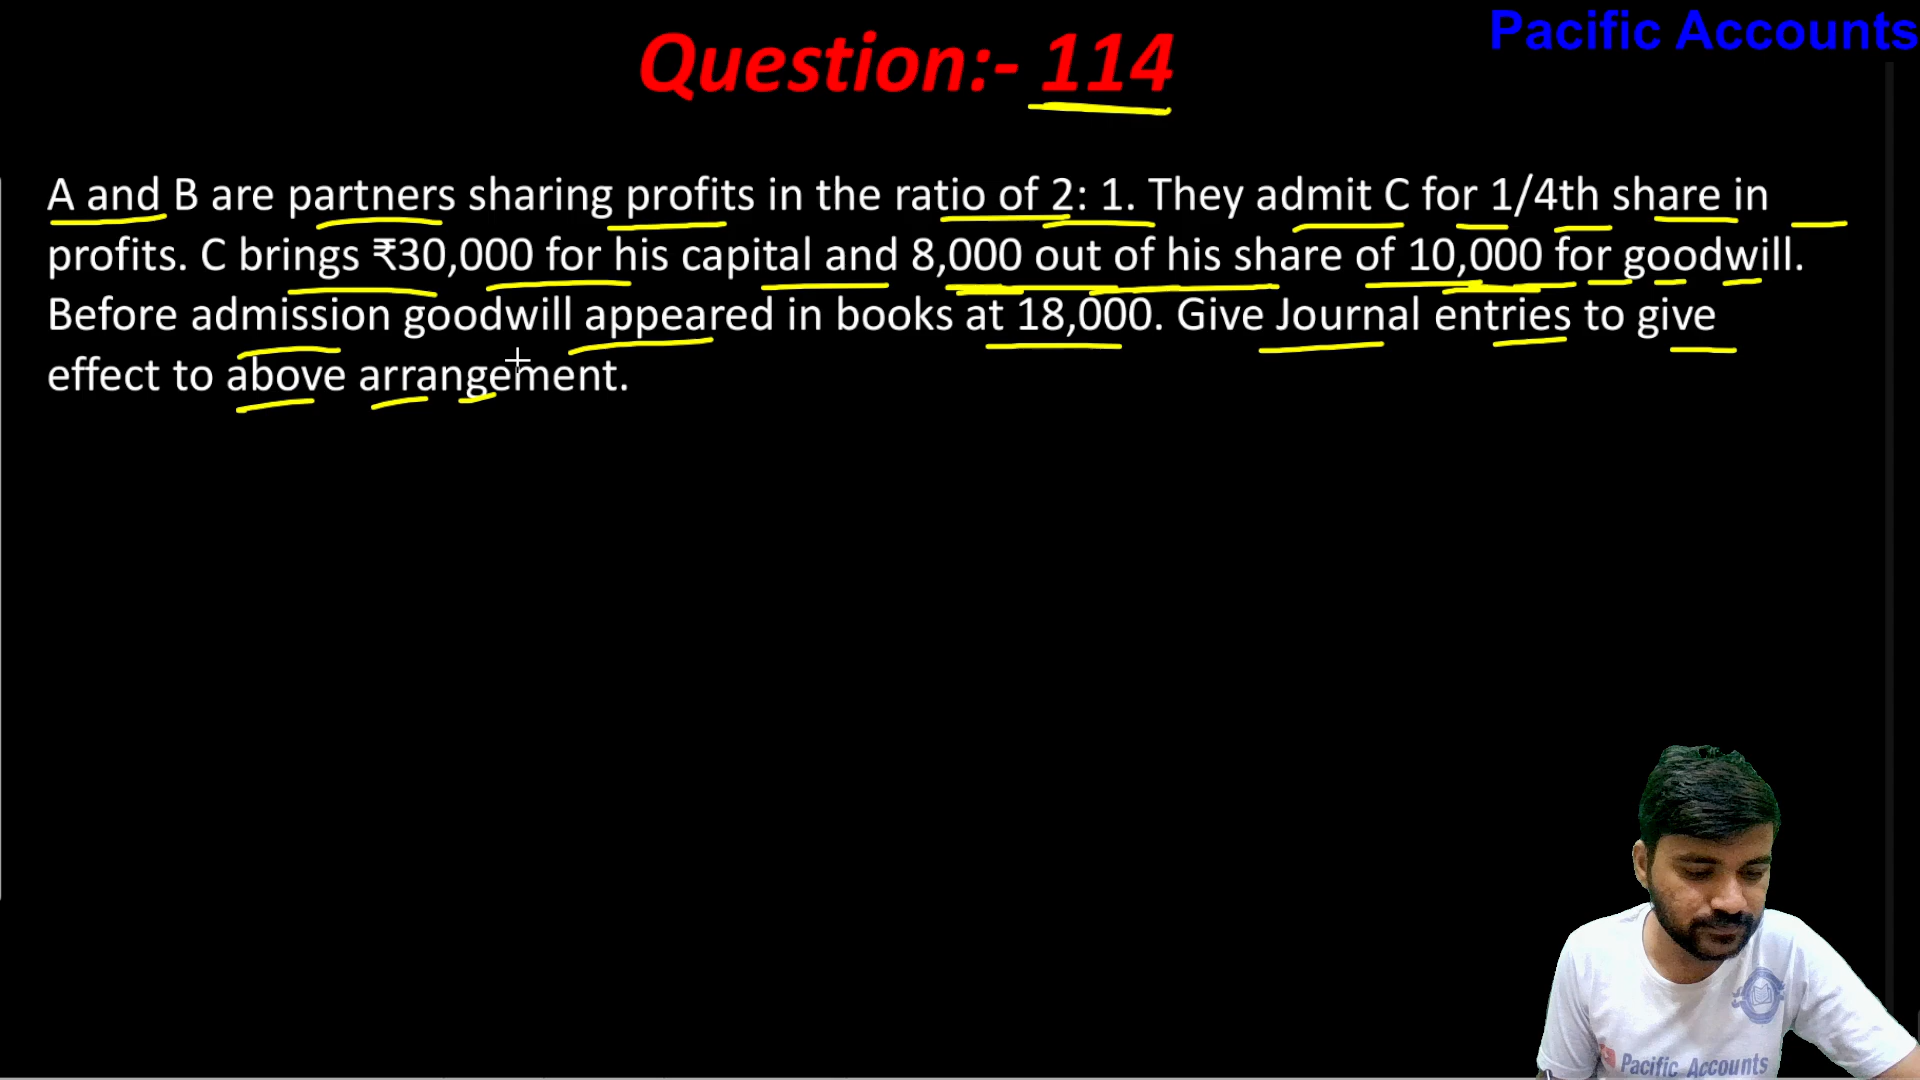 Pacific Accounts
Question:- 114
A and B are partners sharing profits in the ratio of 2: 1. They admit C for 1/4th share in
profits. C brings ₹30,000 for his capital and 8,000 out of his share of 10,000 for goodwill.
Before admission goodwill appeared in books at 18,000. Give Journal entries to give
effect to above arrangement.
Pacific Accounts